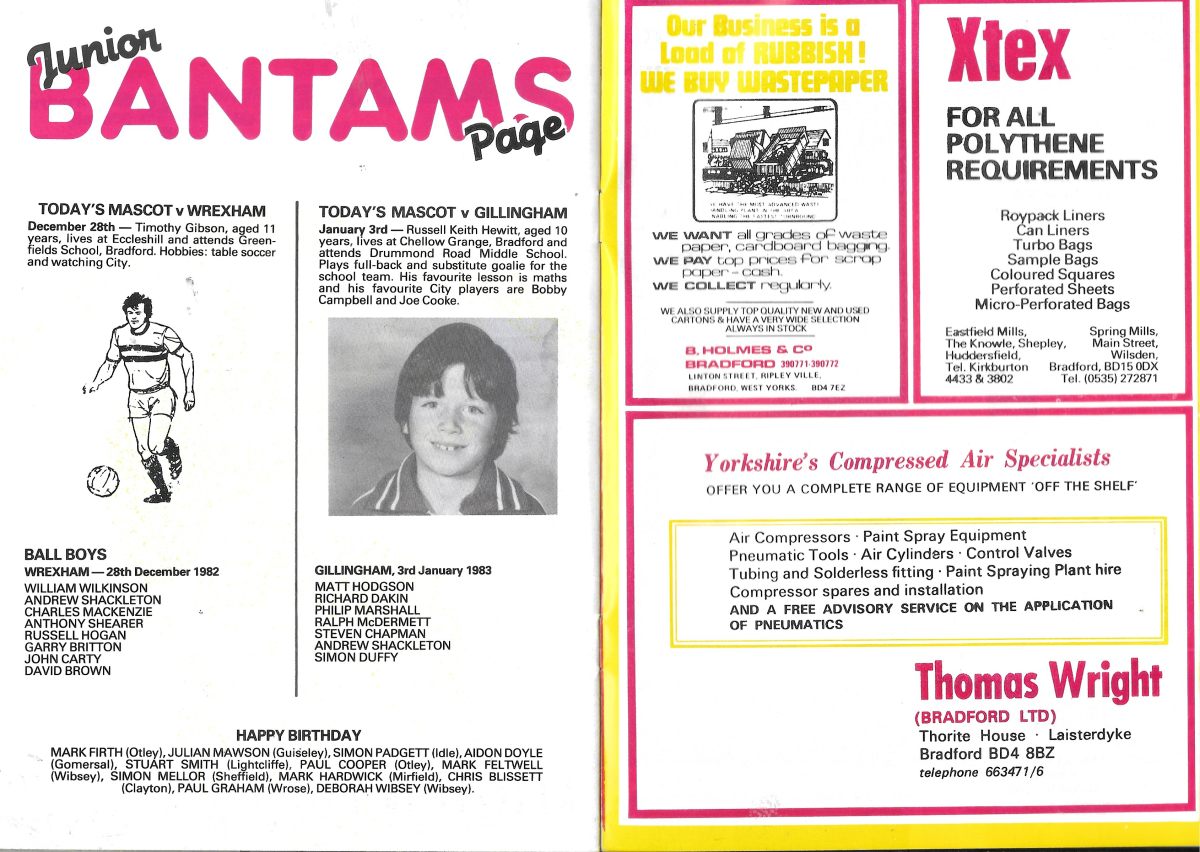 Junior
BANTAMS
Page
TODAY'S MASCOT v WREXHAM
December 28th — Timothy Gibson, aged 11
years, lives at Eccleshill and attends Green-
fields School, Bradford. Hobbies: table soccer
and watching City.
TODAY'S MASCOT v GILLINGHAM
January 3rd — Russell Keith Hewitt, aged 10
years, lives at Chellow Grange, Bradford and
attends Drummond Road Middle School.
Plays full-back and substitute goalie for the
school team. His favourite lesson is maths
and his favourite City players are Bobby
Campbell and Joe Cooke.
BALL BOYS
WREXHAM — 28th December 1982
WILLIAM WILKINSON
ANDREW SHACKLETON
CHARLES MACKENZIE
ANTHONY SHEARER
RUSSELL HOGAN
GARRY BRITTON
JOHN CARTY
DAVID BROWN
GILLINGHAM, 3rd January 1983
MATT HODGSON
RICHARD DAKIN
PHILIP MARSHALL
RALPH McDERMETT
STEVEN CHAPMAN
ANDREW SHACKLETON
SIMON DUFFY
HAPPY BIRTHDAY
MARK FIRTH (Otley), JULIAN MAWSON (Guiseley), SIMON PADGETT (Idle), AIDON DOYLE
(Gomersal), STUART SMITH (Lightcliffe), PAUL COOPER (Otley), MARK FELTWELL
(Wibsey), SIMON MELLOR (Sheffield), MARK HARDWICK (Mirfield), CHRIS BLISSETT
(Clayton), PAUL GRAHAM (Wrose), DEBORAH WIBSEY (Wibsey).
Our Business is a
Load of RUBBISH!
WE BUY WASTEPAPER
WE HAVE THE MOST ADVANCED WASTE
HANDLING PLANT IN THE AREA
ENABLING THE FASTEST TURNROUND
WE WANT all grades of waste
paper, cardboard bagging.
WE PAY top prices for scrap
paper - cash.
WE COLLECT regularly.
WE ALSO SUPPLY TOP QUALITY NEW AND USED
CARTONS & HAVE A VERY WIDE SELECTION
ALWAYS IN STOCK
B. HOLMES & Co
BRADFORD 390771-390772
LINTON STREET, RIPLEY VILLE,
BRADFORD, WEST YORKS. BD4 7EZ
Xtex
FOR ALL
POLYTHENE
REQUIREMENTS
Roypack Liners
Can Liners
Turbo Bags
Sample Bags
Coloured Squares
Perforated Sheets
Micro-Perforated Bags
Eastfield Mills,
The Knowle, Shepley,
Huddersfield,
Tel. Kirkburton
4433 & 3802
Spring Mills,
Main Street,
Wilsden,
Bradford, BD15 0DX
Tel. (0535) 272871
Yorkshire's Compressed Air Specialists
OFFER YOU A COMPLETE RANGE OF EQUIPMENT 'OFF THE SHELF'
Air Compressors · Paint Spray Equipment
Pneumatic Tools · Air Cylinders · Control Valves
Tubing and Solderless fitting · Paint Spraying Plant hire
Compressor spares and installation
AND A FREE ADVISORY SERVICE ON THE APPLICATION
OF PNEUMATICS
Thomas Wright
(BRADFORD LTD)
Thorite House · Laisterdyke
Bradford BD4 8BZ
telephone 663471/6